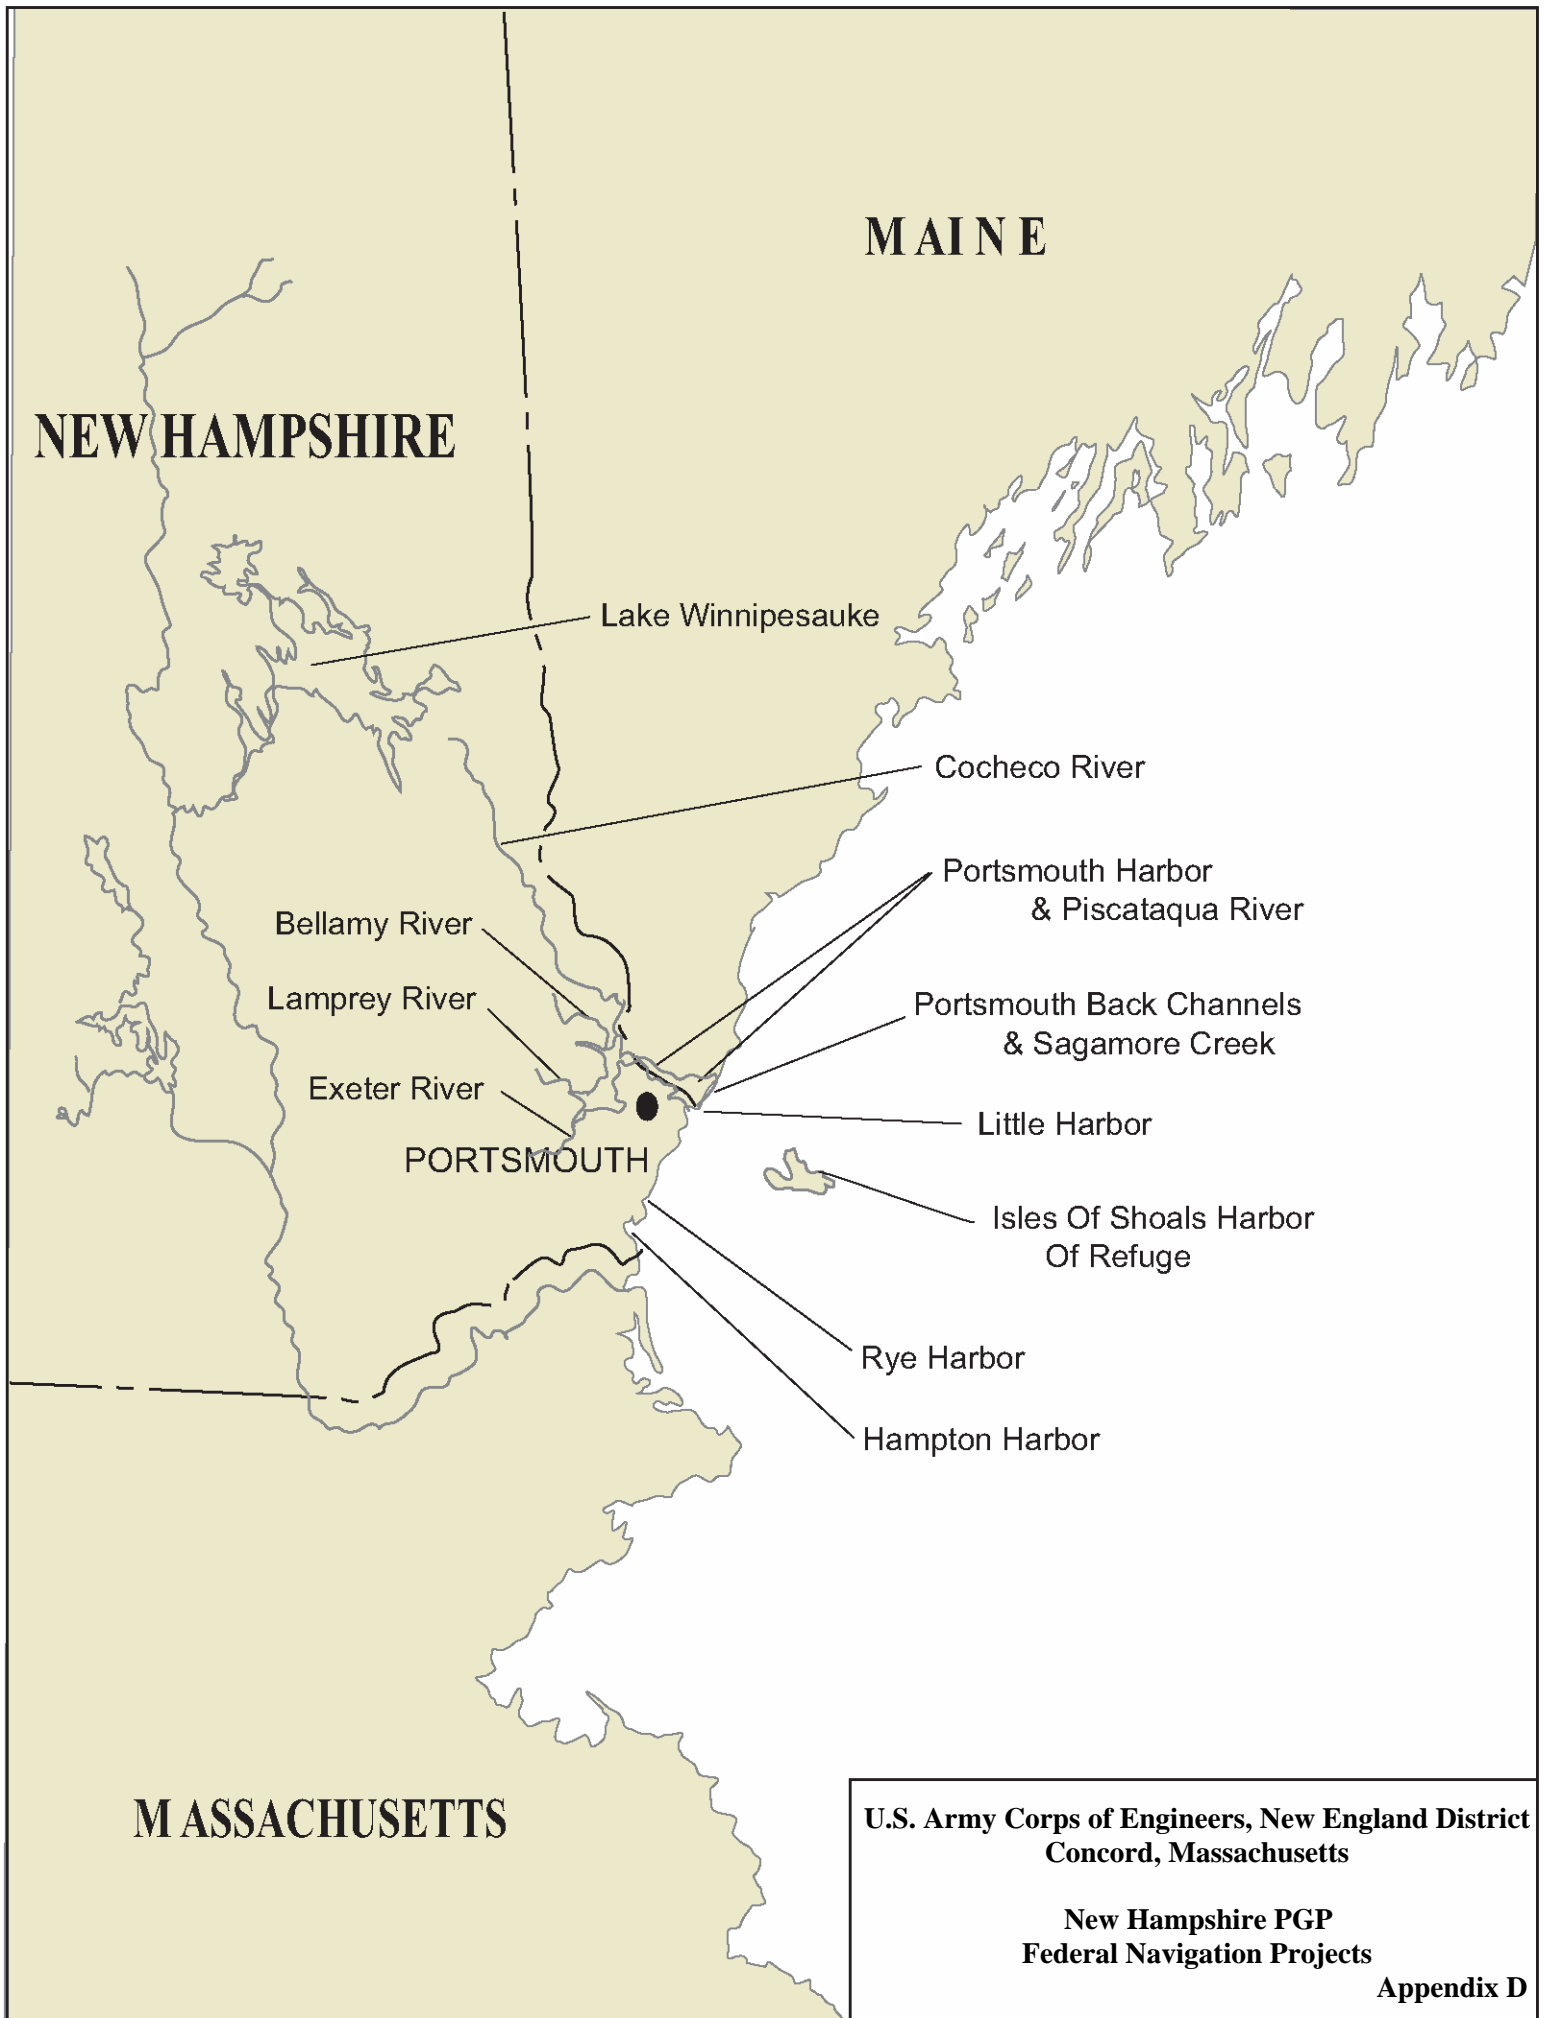 MAINE
NEW HAMPSHIRE
Lake Winnipesauke
Cocheco River
Portsmouth Harbor
& Piscataqua River
Bellamy River
Lamprey River
Portsmouth Back Channels
& Sagamore Creek
Exeter River
Little Harbor
PORTSMOUTH
Isles Of Shoals Harbor
Of Refuge
Rye Harbor
Hampton Harbor
MASSACHUSETTS
U.S. Army Corps of Engineers, New England District
Concord, Massachusetts
New Hampshire PGP
Federal Navigation Projects
Appendix D